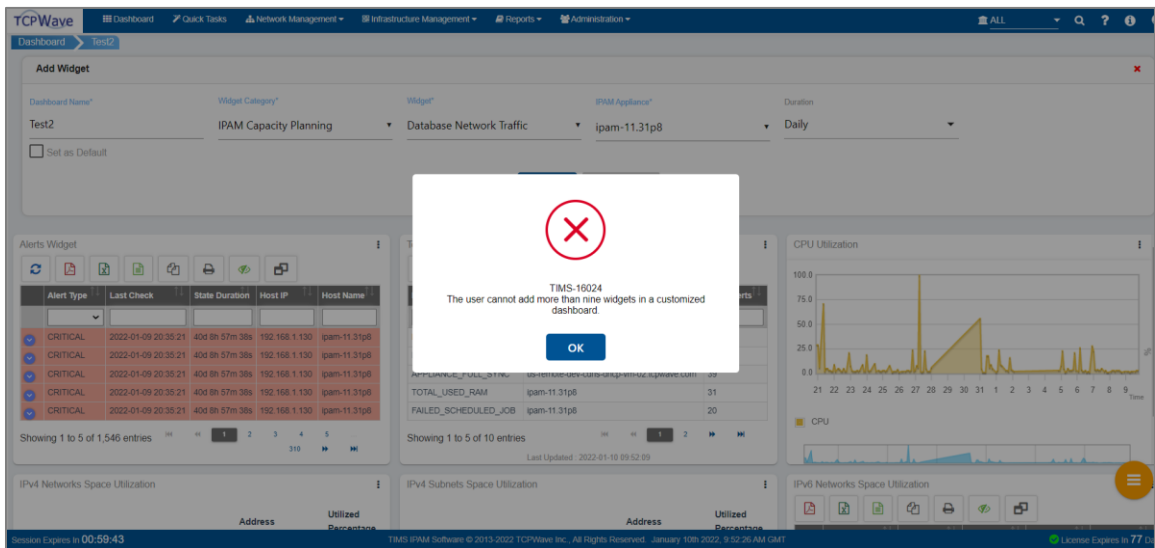 TCPWave Dashboard Quick Tasks Network Management Infrastructure Management Reports Administration ALL
Dashboard Test2
Add Widget
Dashboard Name* Widget Category* Widget* IPAM Appliance* Duration
Test2 IPAM Capacity Planning Database Network Traffic ipam-11.31p8 Daily
Set as Default
TIMS-16024
The user cannot add more than nine widgets in a customized
dashboard.
OK
Alerts Widget
Alert Type Last Check State Duration Host IP Host Name
CRITICAL 2022-01-09 20:35:21 40d 8h 57m 38s 192.168.1.130 ipam-11.31p8
CRITICAL 2022-01-09 20:35:21 40d 8h 57m 38s 192.168.1.130 ipam-11.31p8
CRITICAL 2022-01-09 20:35:21 40d 8h 57m 38s 192.168.1.130 ipam-11.31p8
CRITICAL 2022-01-09 20:35:21 40d 8h 57m 38s 192.168.1.130 ipam-11.31p8
CRITICAL 2022-01-09 20:35:21 40d 8h 57m 38s 192.168.1.130 ipam-11.31p8
Showing 1 to 5 of 1,546 entries 1 2 3 4 5 ...
310
APPLIANCE_FULL_SYNC 39
TOTAL_USED_RAM ipam-11.31p8 31
FAILED_SCHEDULED_JOB ipam-11.31p8 20
Showing 1 to 5 of 10 entries 1 2
Last Updated : 2022-01-10 09:52:09
CPU Utilization
100.0
75.0
50.0
25.0
0.0
21 22 23 24 25 26 27 28 29 30 31 1 2 3 4 5 6 7 8 9
Time
CPU
IPv4 Networks Space Utilization
Address Utilized
Percentage
IPv4 Subnets Space Utilization
Address Utilized
Percentage
IPv6 Networks Space Utilization
Session Expires In 00:59:43 TIMS IPAM Software © 2013-2022 TCPWave Inc., All Rights Reserved. January 10th 2022, 9:52:26 AM GMT License Expires In 77 Da